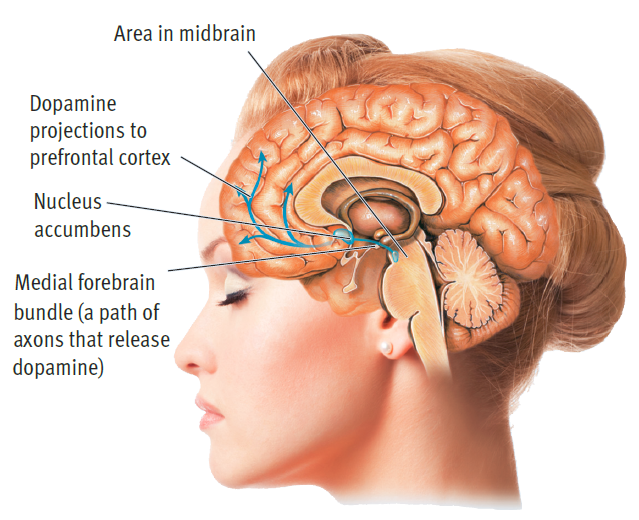 Area in midbrain
Dopamine
projections to
prefrontal cortex
Nucleus
accumbens
Medial forebrain
bundle (a path of
axons that release
dopamine)